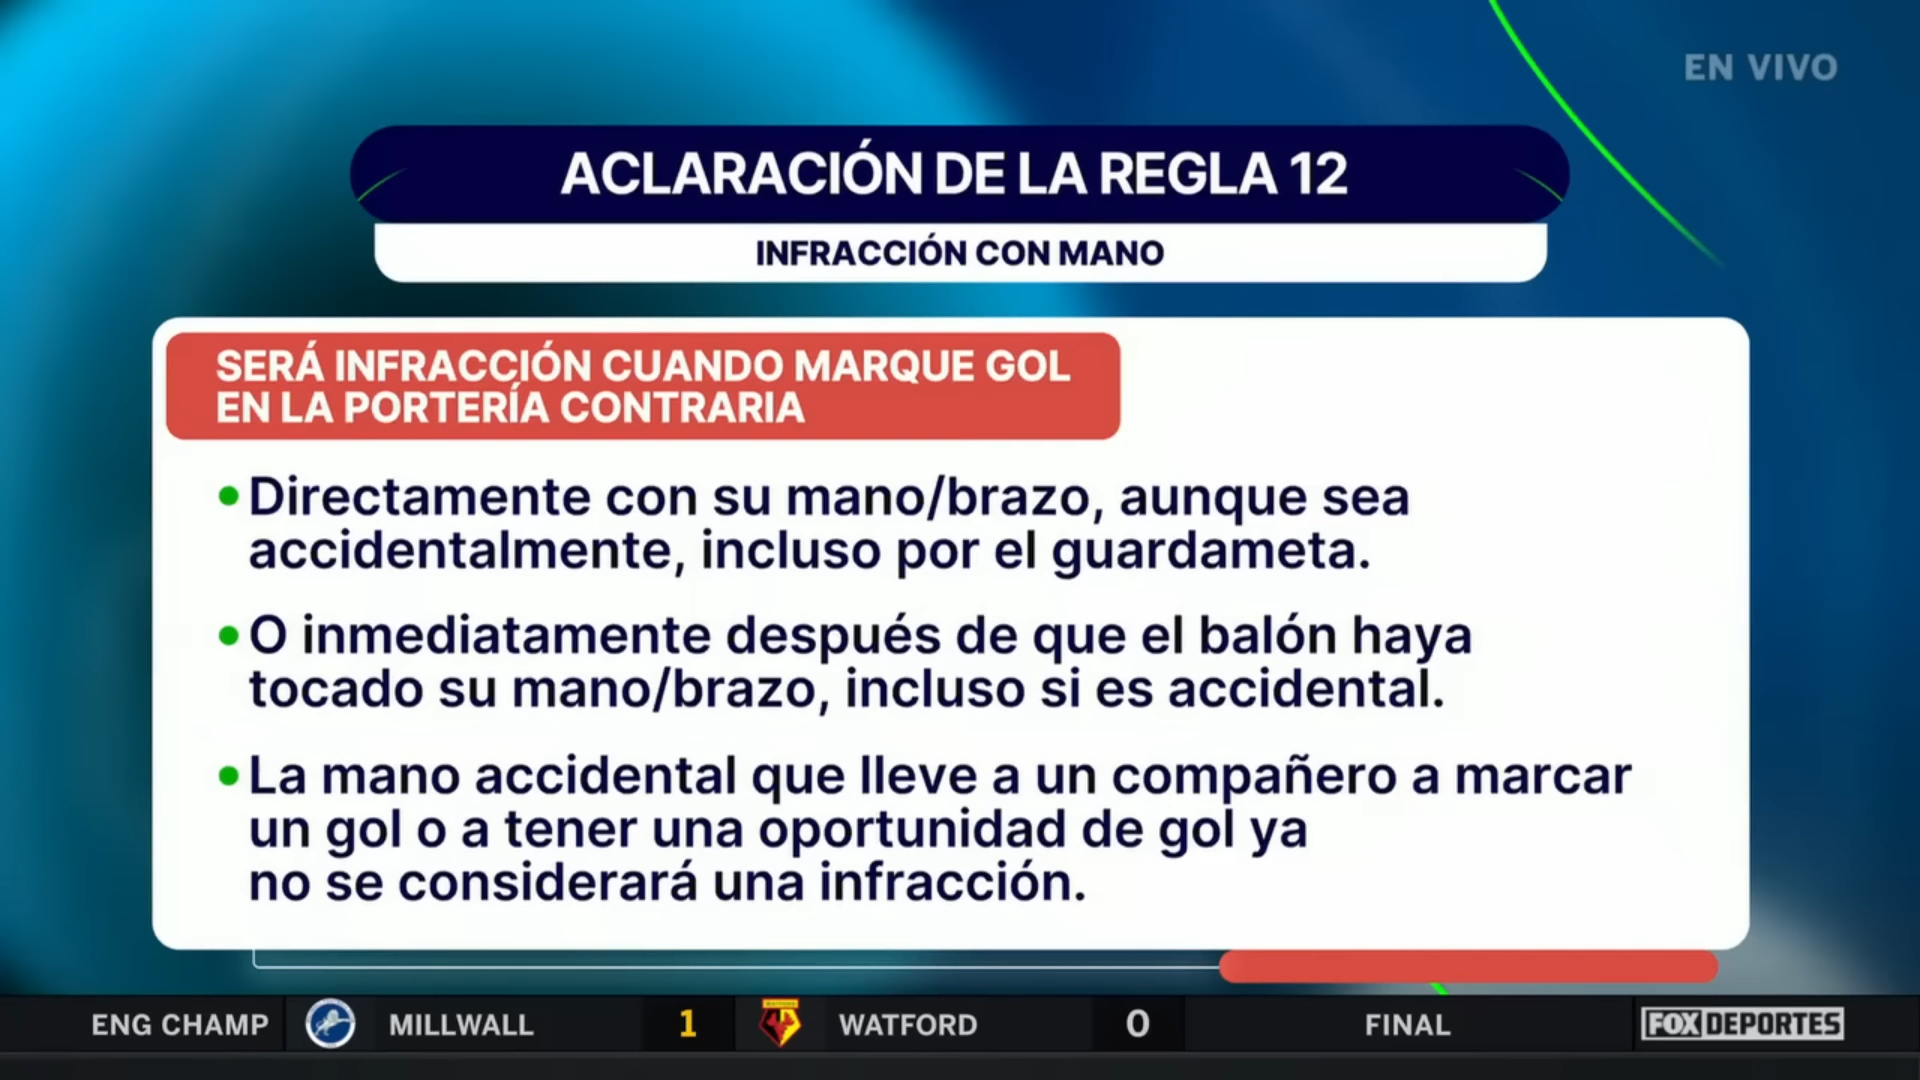 EN VIVO
ACLARACIÓN DE LA REGLA 12
INFRACCIÓN CON MANO
SERÁ INFRACCIÓN CUANDO MARQUE GOL
EN LA PORTERÍA CONTRARIA
• Directamente con su mano/brazo, aunque sea
accidentalmente, incluso por el guardameta.
• O inmediatamente después de que el balón haya
tocado su mano/brazo, incluso si es accidental.
• La mano accidental que lleve a un compañero a marcar
un gol o a tener una oportunidad de gol ya
no se considerará una infracción.
ENG CHAMP MILLWALL 1 WATFORD 0 FINAL FOX DEPORTES